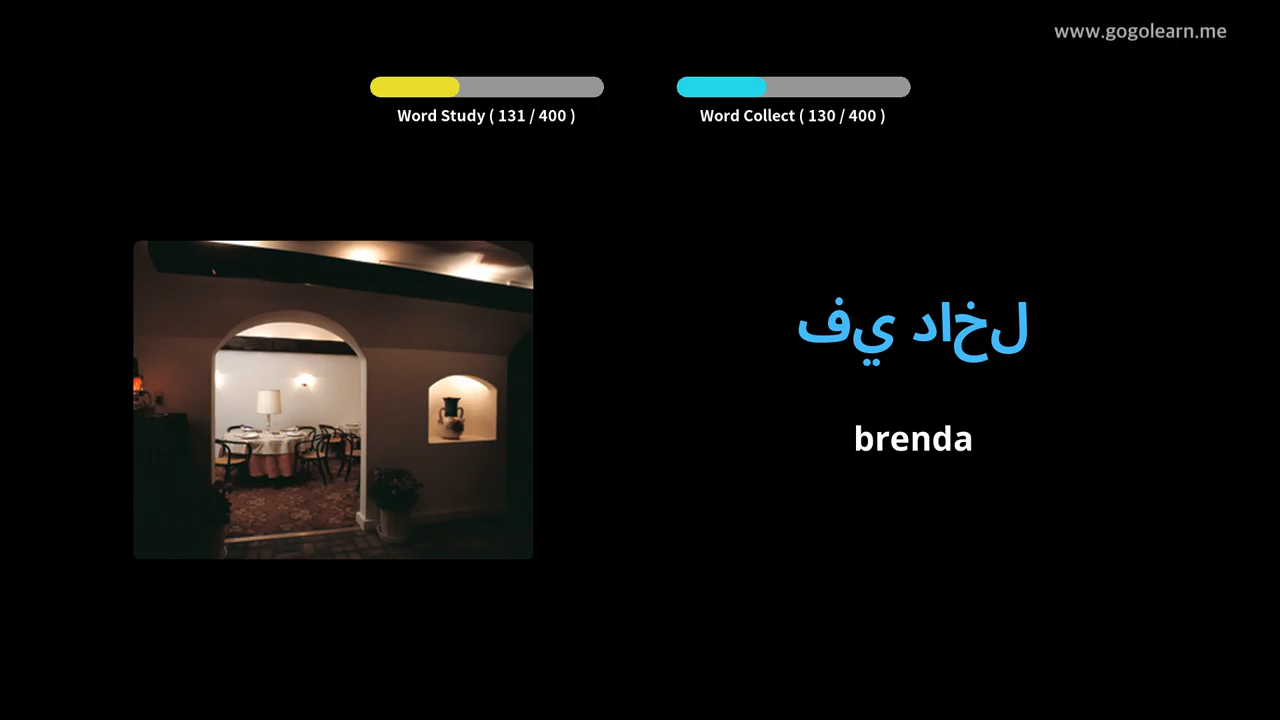 www.gogolearn.me
Word Study ( 131 / 400 )
Word Collect ( 130 / 400 )
في داخل
brenda